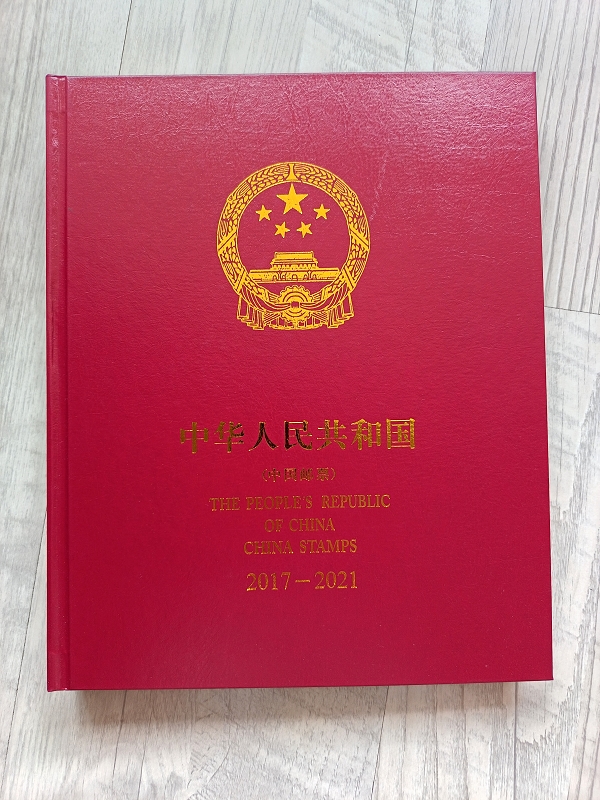 中华人民共和国
(中国邮票)
THE PEOPLE'S REPUBLIC
OF CHINA
CHINA STAMPS
2017－2021